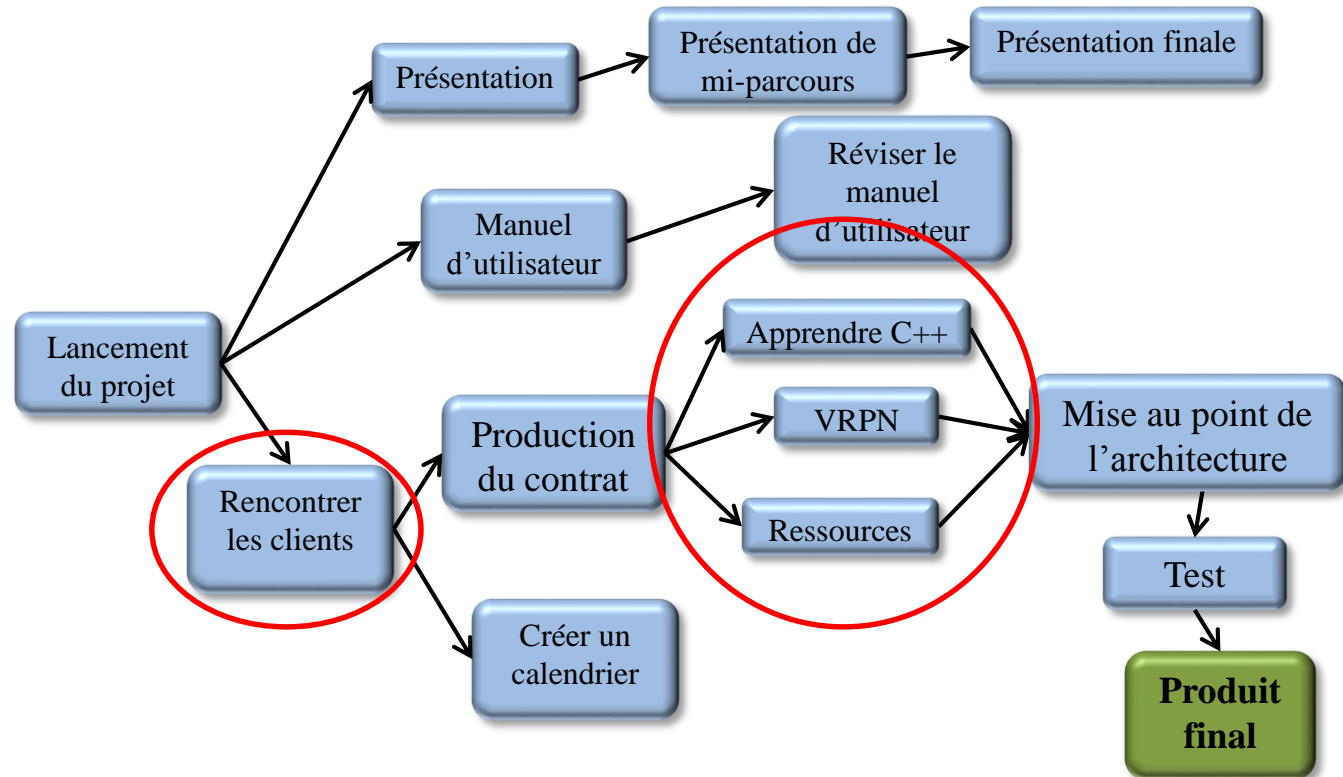 Présentation
Présentation de
mi-parcours
Présentation finale
Manuel
d’utilisateur
Réviser le
manuel
d’utilisateur
Lancement
du projet
Rencontrer
les clients
Production
du contrat
Créer un
calendrier
Apprendre C++
VRPN
Ressources
Mise au point de
l’architecture
Test
Produit
final